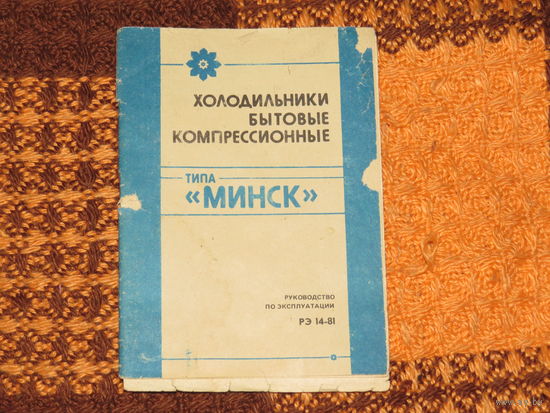 ХОЛОДИЛЬНИКИ
БЫТОВЫЕ
КОМПРЕССИОННЫЕ
ТИПА
«МИНСК»
РУКОВОДСТВО
ПО ЭКСПЛУАТАЦИИ
РЭ 14-81